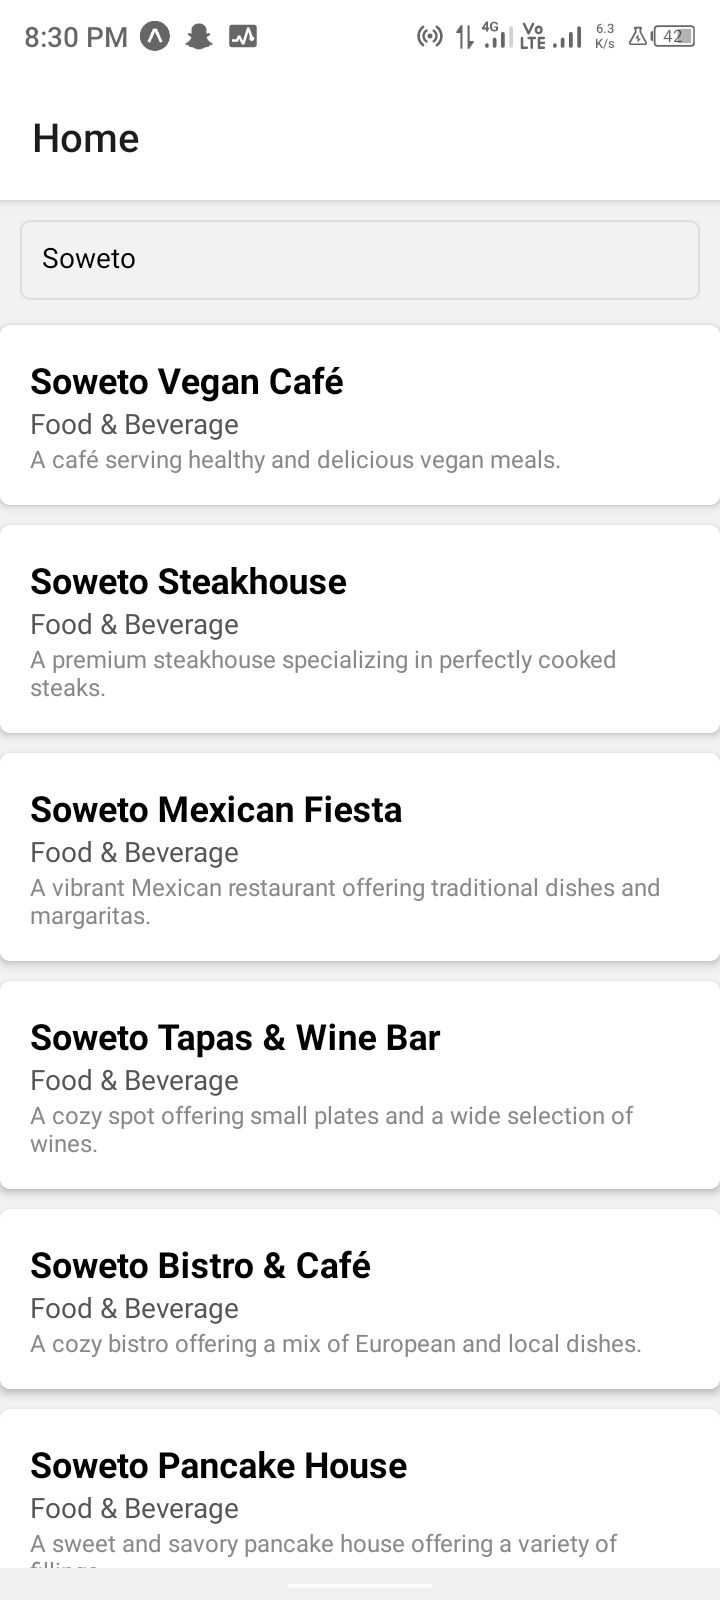 8:30 PM 4G Vo LTE 6.3 K/s 42
Home
Soweto
Soweto Vegan Café
Food & Beverage
A café serving healthy and delicious vegan meals.
Soweto Steakhouse
Food & Beverage
A premium steakhouse specializing in perfectly cooked
steaks.
Soweto Mexican Fiesta
Food & Beverage
A vibrant Mexican restaurant offering traditional dishes and
margaritas.
Soweto Tapas & Wine Bar
Food & Beverage
A cozy spot offering small plates and a wide selection of
wines.
Soweto Bistro & Café
Food & Beverage
A cozy bistro offering a mix of European and local dishes.
Soweto Pancake House
Food & Beverage
A sweet and savory pancake house offering a variety of